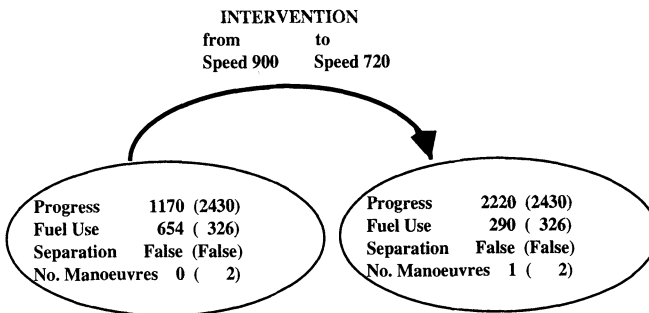 INTERVENTION
from to
Speed 900 Speed 720
Progress 1170 (2430)
Fuel Use 654 ( 326)
Separation False (False)
No. Manoeuvres 0 ( 2)
Progress 2220 (2430)
Fuel Use 290 ( 326)
Separation False (False)
No. Manoeuvres 1 ( 2)